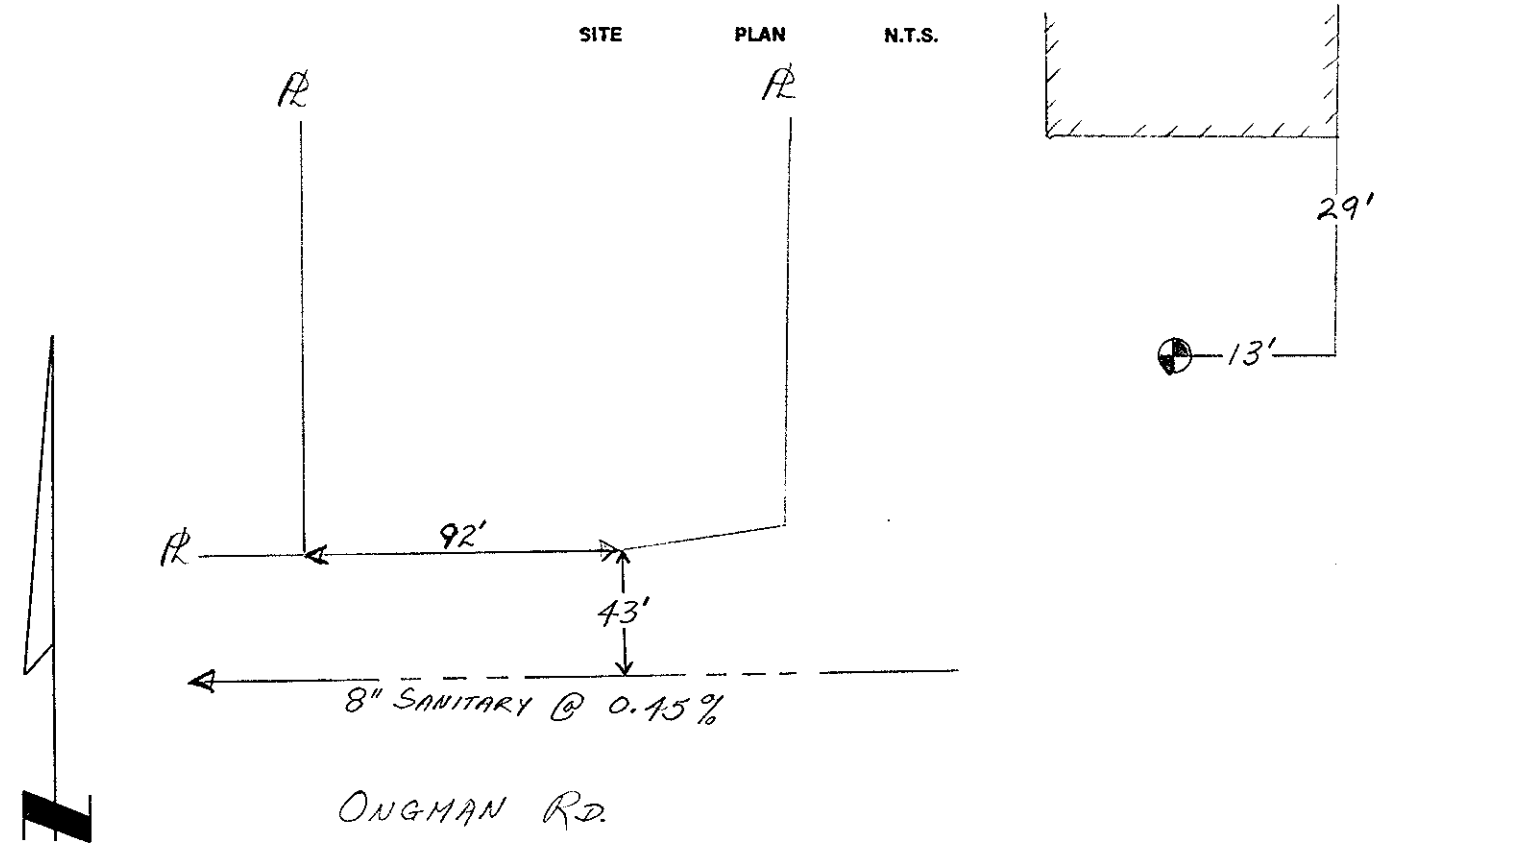 SITE PLAN N.T.S.
PL
PL
29'
13'
92'
PL
43'
8" SANITARY @ 0.45%
ONGMAN RD.
N